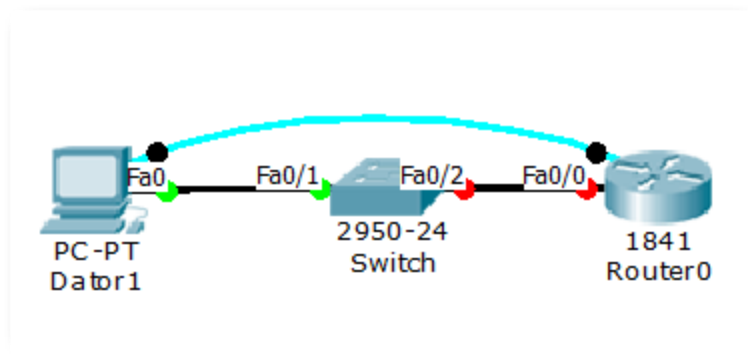 Fa0
Fa0/1
Fa0/2
Fa0/0
PC-PT
Dator1
2950-24
Switch
1841
Router0